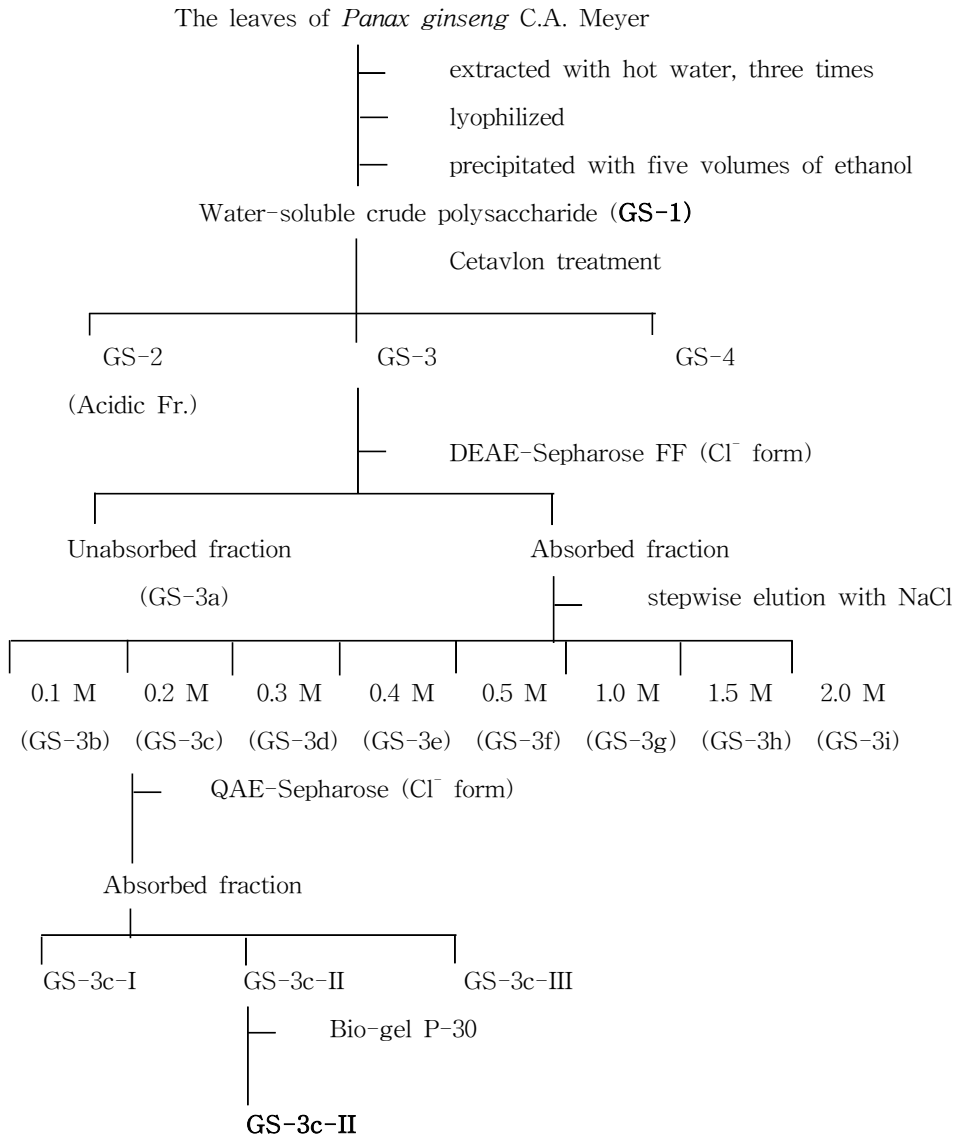 The leaves of Panax ginseng C.A. Meyer
extracted with hot water, three times
lyophilized
precipitated with five volumes of ethanol
Water-soluble crude polysaccharide (GS-1)
Cetavlon treatment
GS-2 GS-3 GS-4
(Acidic Fr.)
DEAE-Sepharose FF (Cl⁻ form)
Unabsorbed fraction Absorbed fraction
(GS-3a) stepwise elution with NaCl
0.1 M 0.2 M 0.3 M 0.4 M 0.5 M 1.0 M 1.5 M 2.0 M
(GS-3b) (GS-3c) (GS-3d) (GS-3e) (GS-3f) (GS-3g) (GS-3h) (GS-3i)
QAE-Sepharose (Cl⁻ form)
Absorbed fraction
GS-3c-I GS-3c-II GS-3c-III
Bio-gel P-30
GS-3c-II